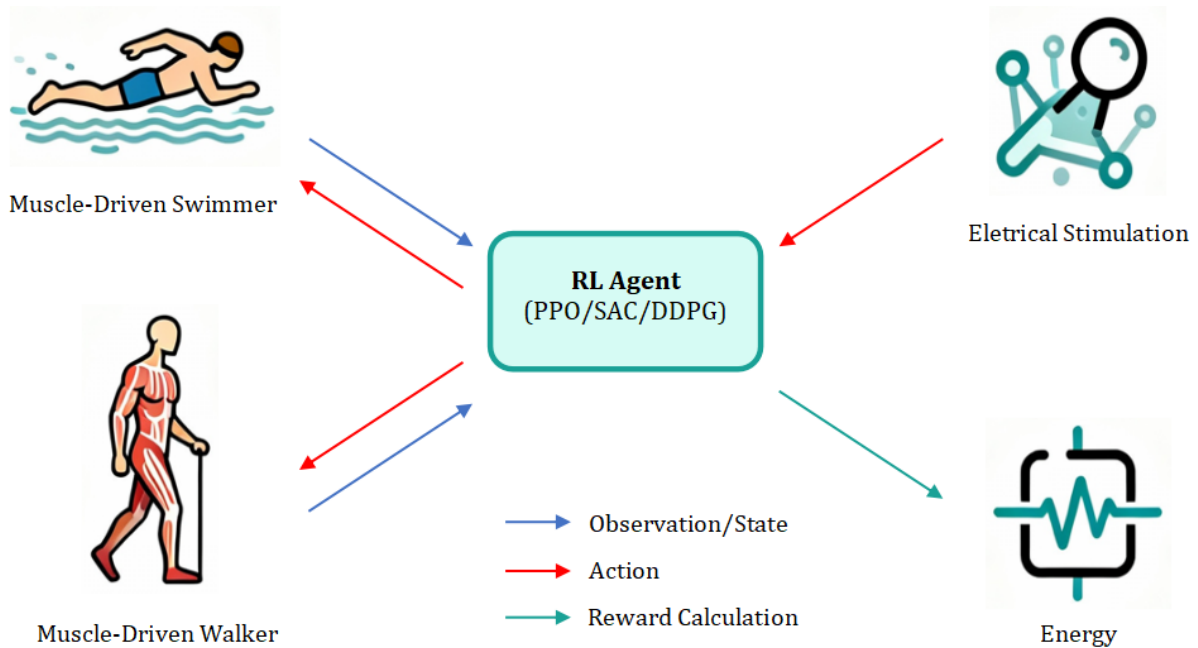 Muscle-Driven Swimmer
Eletrical Stimulation
RL Agent
(PPO/SAC/DDPG)
Observation/State
Action
Reward Calculation
Muscle-Driven Walker
Energy